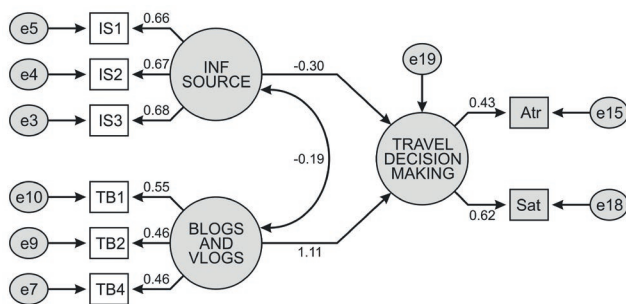 e5
IS1
0.66
e4
IS2
0.67
e3
IS3
0.68
INF
SOURCE
-0.30
e19
0.43
Atr
e15
TRAVEL
DECISION
MAKING
-0.19
0.62
Sat
e18
e10
TB1
0.55
e9
TB2
0.46
e7
TB4
0.46
BLOGS
AND
VLOGS
1.11